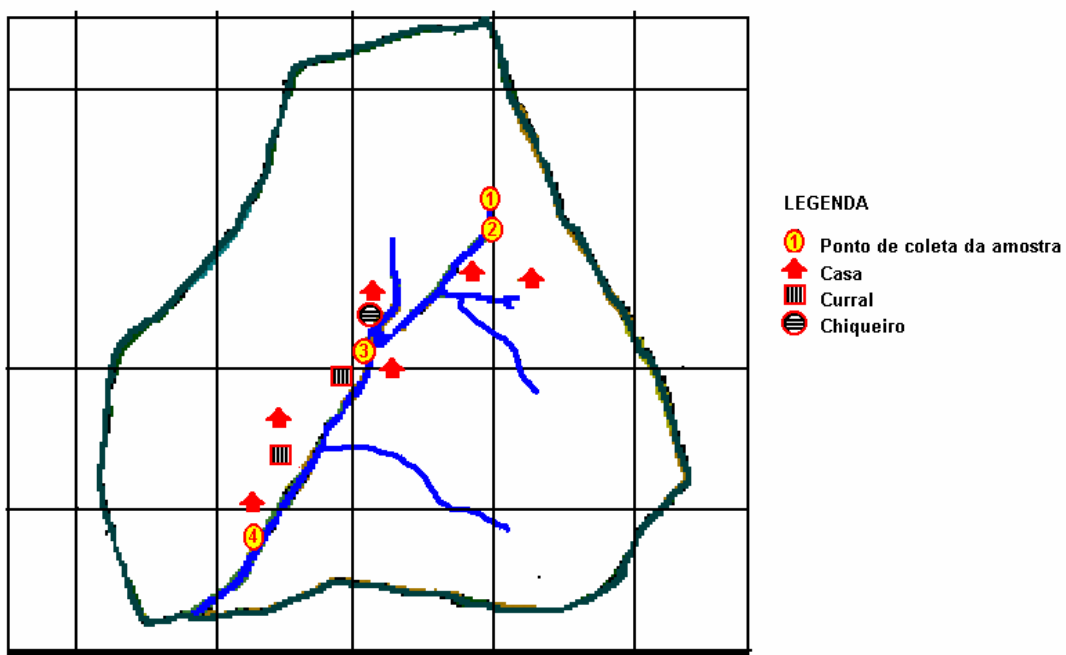 1
2
3
4
LEGENDA
1 Ponto de coleta da amostra
Casa
Curral
Chiqueiro